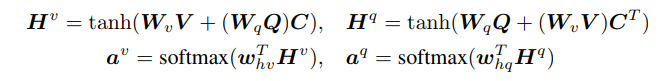 H^v = tanh(W_v V + (W_q Q)C), H^q = tanh(W_q Q + (W_v V)C^T)
a^v = softmax(w_{hv}^T H^v), a^q = softmax(w_{hq}^T H^q)